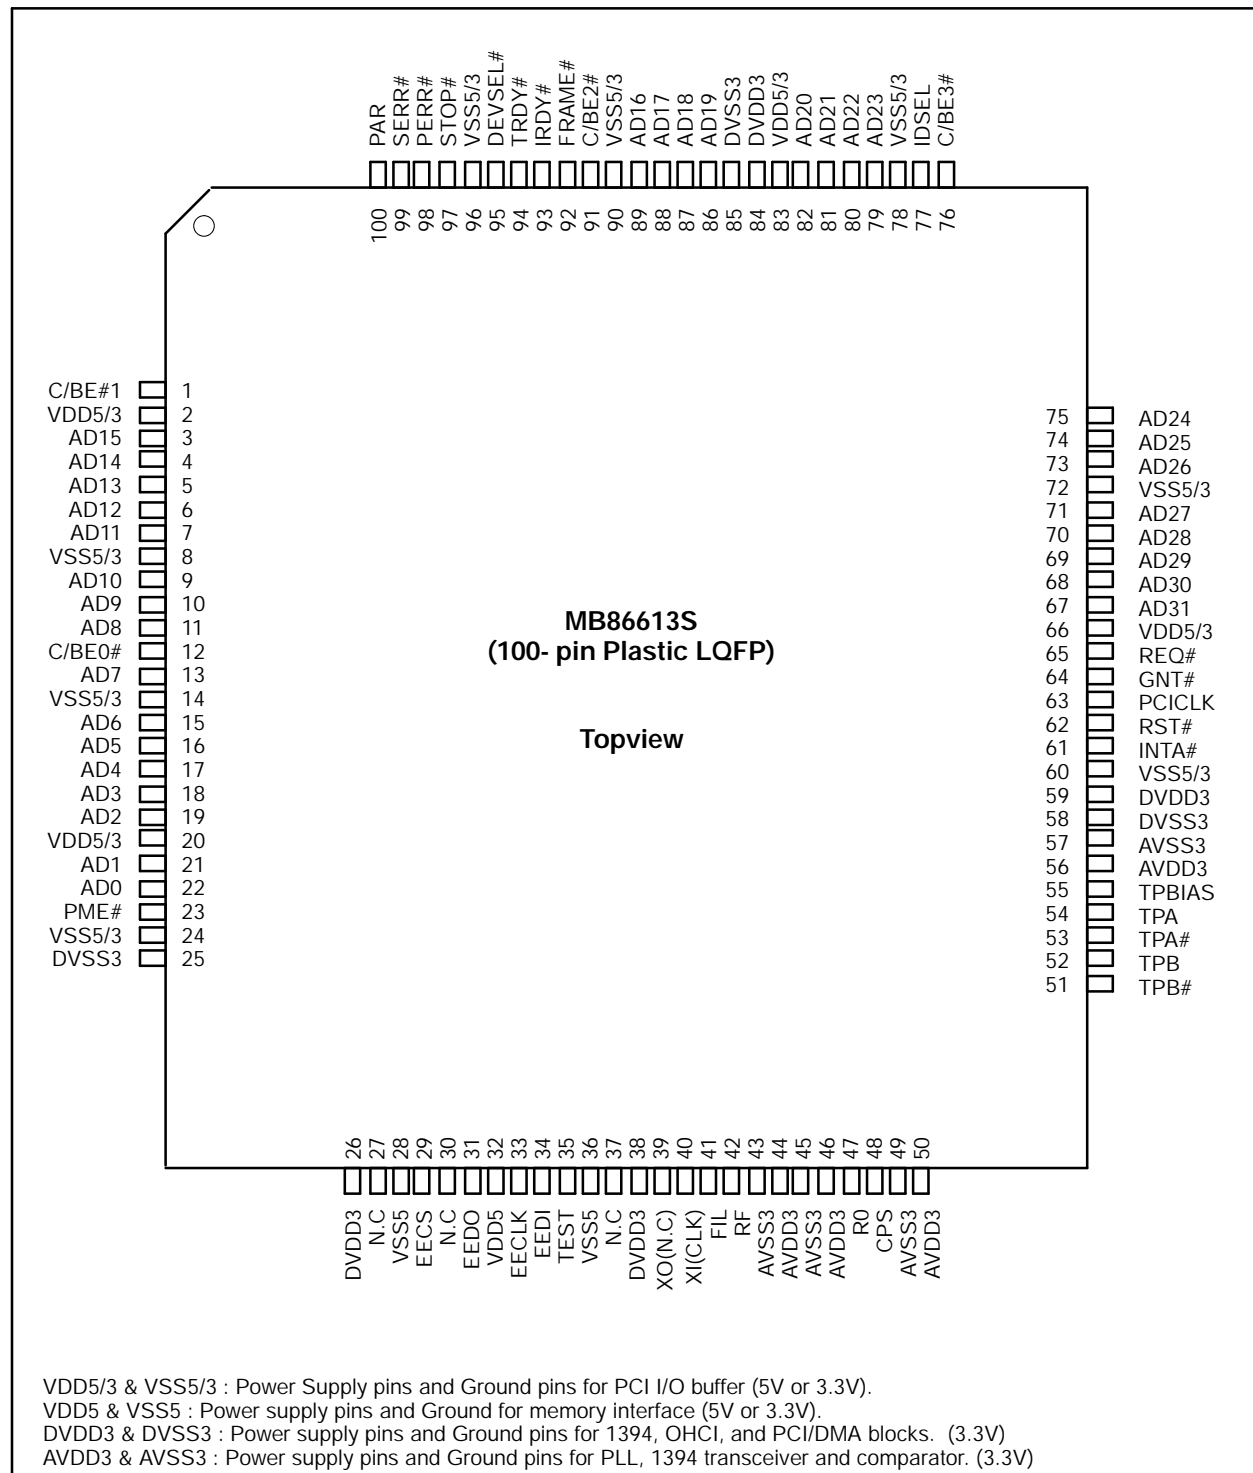 PAR
SERR#
PERR#
STOP#
VSS5/3
DEVSEL#
TRDY#
IRDY#
FRAME#
C/BE2#
VSS5/3
AD16
AD17
AD18
AD19
DVSS3
DVDD3
VDD5/3
AD20
AD21
AD22
AD23
VSS5/3
IDSEL
C/BE3#
100
99
98
97
96
95
94
93
92
91
90
89
88
87
86
85
84
83
82
81
80
79
78
77
76
C/BE#1 1
VDD5/3 2
AD15 3
AD14 4
AD13 5
AD12 6
AD11 7
VSS5/3 8
AD10 9
AD9 10
AD8 11
C/BE0# 12
AD7 13
VSS5/3 14
AD6 15
AD5 16
AD4 17
AD3 18
AD2 19
VDD5/3 20
AD1 21
AD0 22
PME# 23
VSS5/3 24
DVSS3 25
MB86613S
(100- pin Plastic LQFP)
Topview
75 AD24
74 AD25
73 AD26
72 VSS5/3
71 AD27
70 AD28
69 AD29
68 AD30
67 AD31
66 VDD5/3
65 REQ#
64 GNT#
63 PCICLK
62 RST#
61 INTA#
60 VSS5/3
59 DVDD3
58 DVSS3
57 AVSS3
56 AVDD3
55 TPBIAS
54 TPA
53 TPA#
52 TPB
51 TPB#
26
27
28
29
30
31
32
33
34
35
36
37
38
39
40
41
42
43
44
45
46
47
48
49
50
DVDD3
N.C
VSS5
EECS
N.C
EEDO
VDD5
EECLK
EEDI
TEST
VSS5
N.C
DVDD3
XO(N.C)
XI(CLK)
FIL
RF
AVSS3
AVDD3
AVSS3
AVDD3
R0
CPS
AVSS3
AVDD3
VDD5/3 & VSS5/3 : Power Supply pins and Ground pins for PCI I/O buffer (5V or 3.3V).
VDD5 & VSS5 : Power supply pins and Ground for memory interface (5V or 3.3V).
DVDD3 & DVSS3 : Power supply pins and Ground pins for 1394, OHCI, and PCI/DMA blocks. (3.3V)
AVDD3 & AVSS3 : Power supply pins and Ground pins for PLL, 1394 transceiver and comparator. (3.3V)